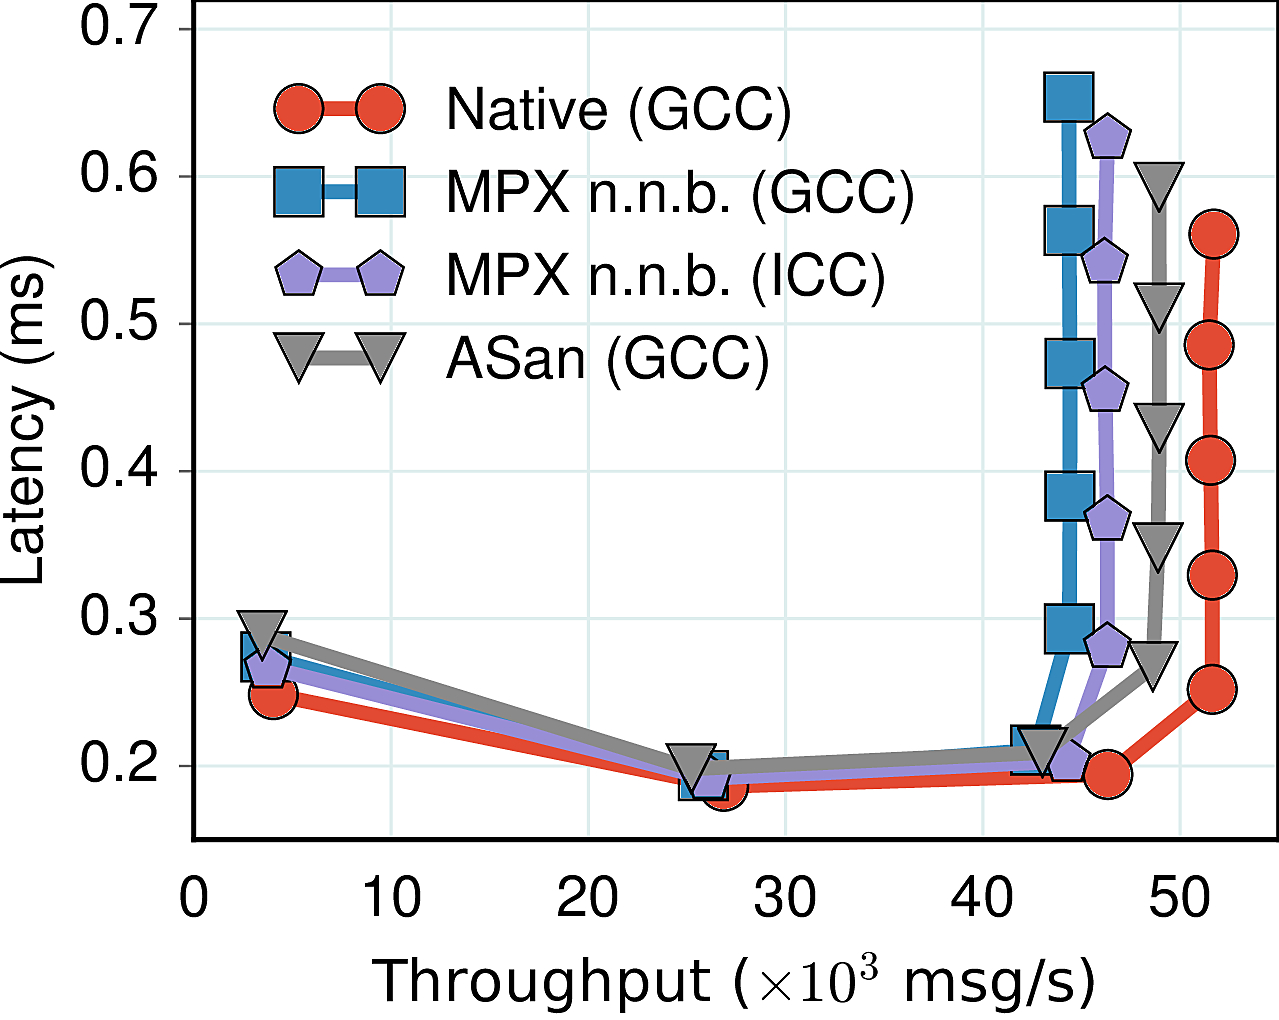 0.7
0.6
0.5
0.4
0.3
0.2
Latency (ms)
Native (GCC)
MPX n.n.b. (GCC)
MPX n.n.b. (ICC)
ASan (GCC)
0 10 20 30 40 50
Throughput (×10³ msg/s)